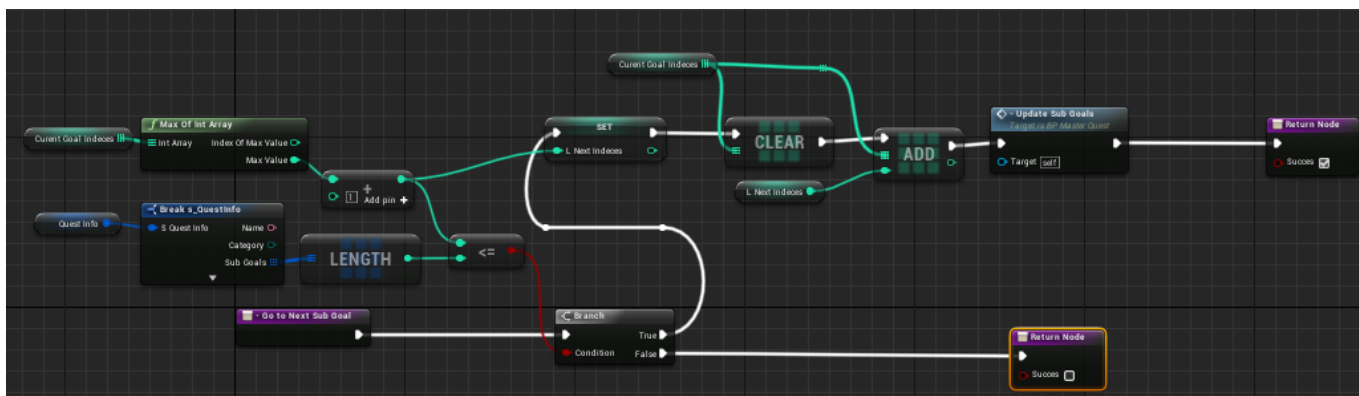 Curent Goal Indeces
Max Of Int Array
Int Array
Index Of Max Value
Max Value
Curent Goal Indeces
SET
L Next Indeces
CLEAR
ADD
- Update Sub Goals
Target is BP Master Quest
Target self
Return Node
Succes
1
+
Add pin +
L Next Indeces
Quest Info
Break s_QuestInfo
S Quest Info
Name
Category
Sub Goals
LENGTH
<=
- Go to Next Sub Goal
Branch
True
Condition
False
Return Node
Succes